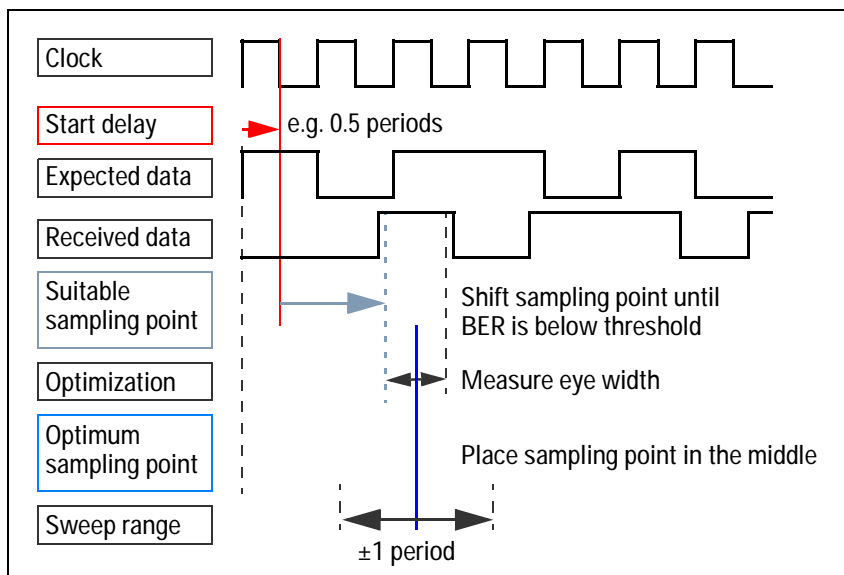 Clock
Start delay
e.g. 0.5 periods
Expected data
Received data
Suitable
sampling point
Shift sampling point until
BER is below threshold
Optimization
Measure eye width
Optimum
sampling point
Place sampling point in the middle
Sweep range
±1 period